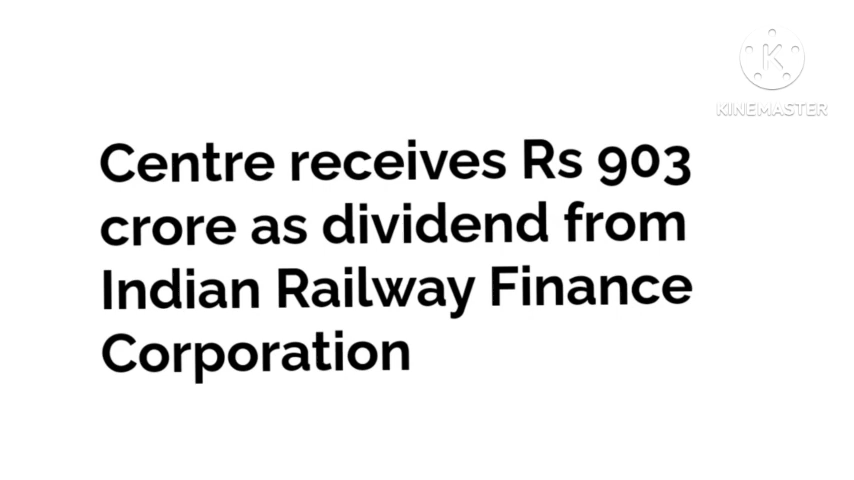 KINEMASTER
Centre receives Rs 903
crore as dividend from
Indian Railway Finance
Corporation